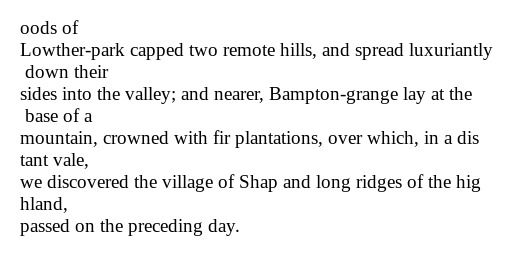 oods of
Lowther-park capped two remote hills, and spread luxuriantly
down their
sides into the valley; and nearer, Bampton-grange lay at the
base of a
mountain, crowned with fir plantations, over which, in a dis
tant vale,
we discovered the village of Shap and long ridges of the hig
hland,
passed on the preceding day.